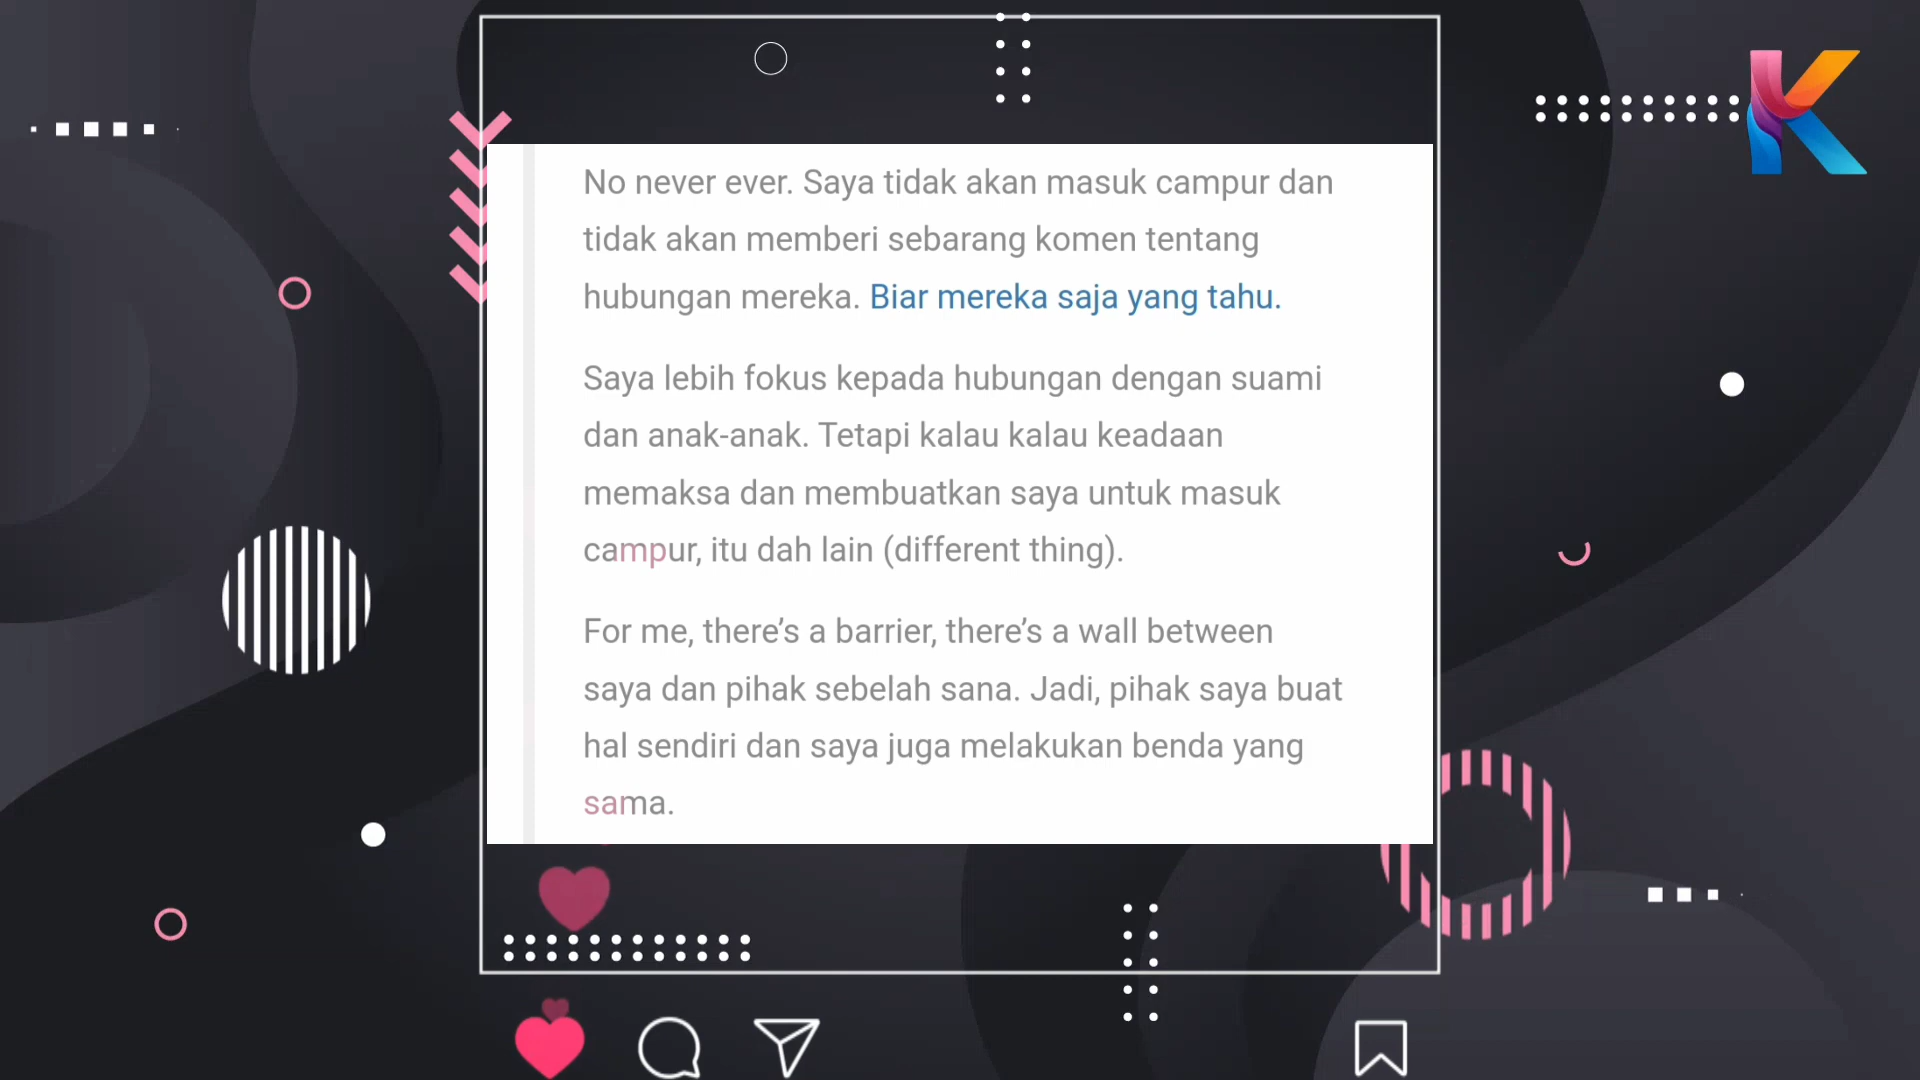 No never ever. Saya tidak akan masuk campur dan
tidak akan memberi sebarang komen tentang
hubungan mereka. Biar mereka saja yang tahu.
Saya lebih fokus kepada hubungan dengan suami
dan anak-anak. Tetapi kalau kalau keadaan
memaksa dan membuatkan saya untuk masuk
campur, itu dah lain (different thing).
For me, there’s a barrier, there’s a wall between
saya dan pihak sebelah sana. Jadi, pihak saya buat
hal sendiri dan saya juga melakukan benda yang
sama.
K